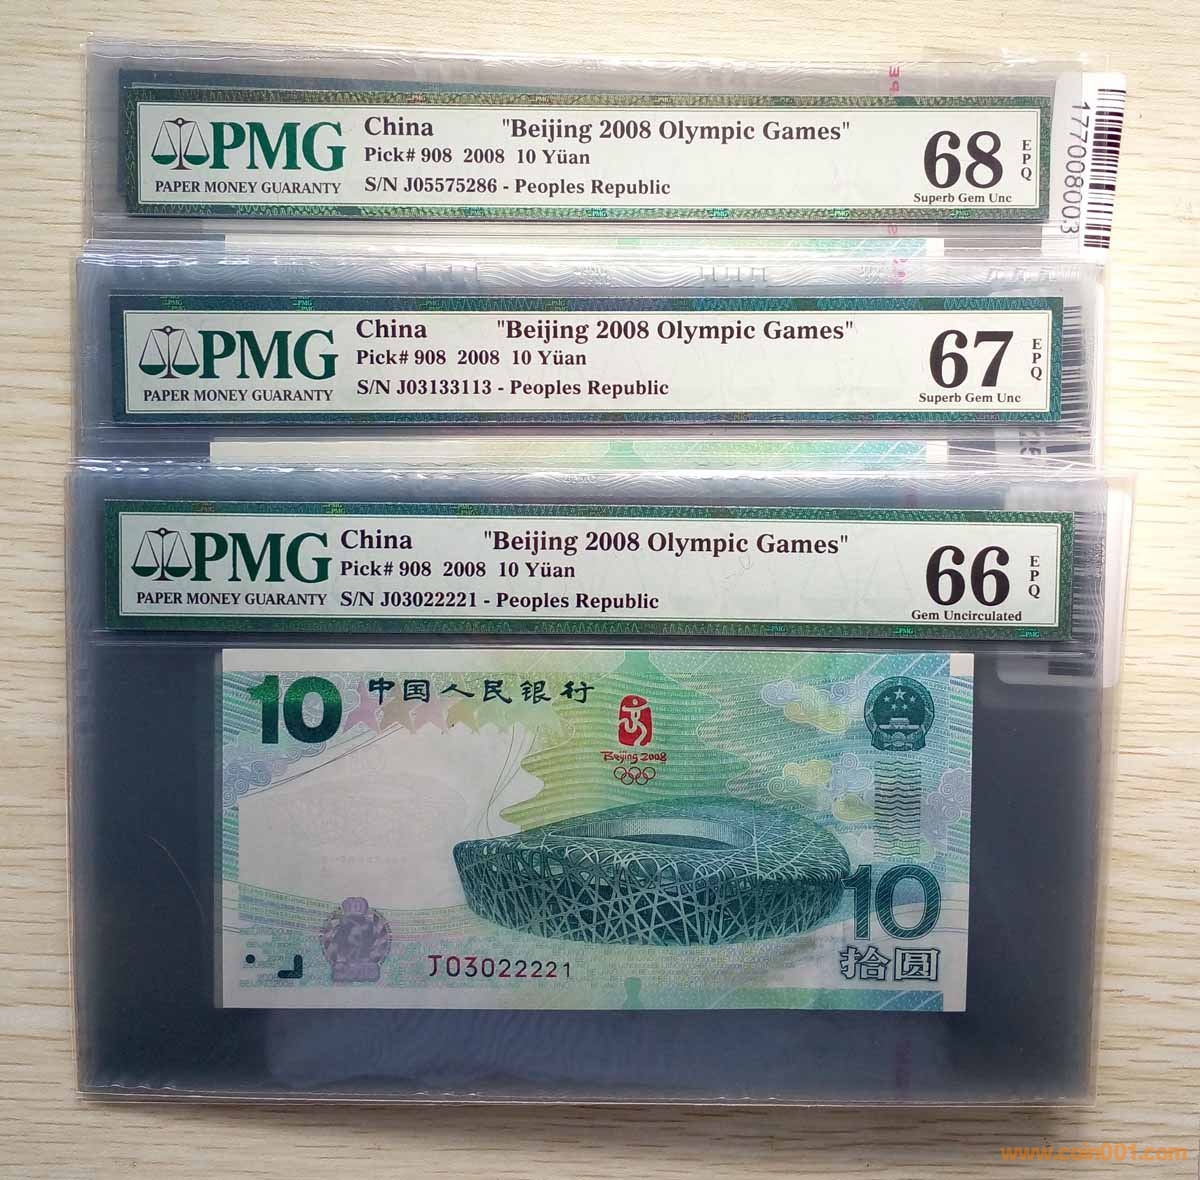 PMG
PAPER MONEY GUARANTY
China "Beijing 2008 Olympic Games"
Pick# 908 2008 10 Yüan
S/N J05575286 - Peoples Republic
68
EPQ
Superb Gem Unc
1777008003
PMG
PAPER MONEY GUARANTY
China "Beijing 2008 Olympic Games"
Pick# 908 2008 10 Yüan
S/N J03133113 - Peoples Republic
67
EPQ
Superb Gem Unc
PMG
PAPER MONEY GUARANTY
China "Beijing 2008 Olympic Games"
Pick# 908 2008 10 Yüan
S/N J03022221 - Peoples Republic
66
EPQ
Gem Uncirculated
10 中国人民银行
Beijing 2008
10
J03022221
拾圆
www.coin001.com